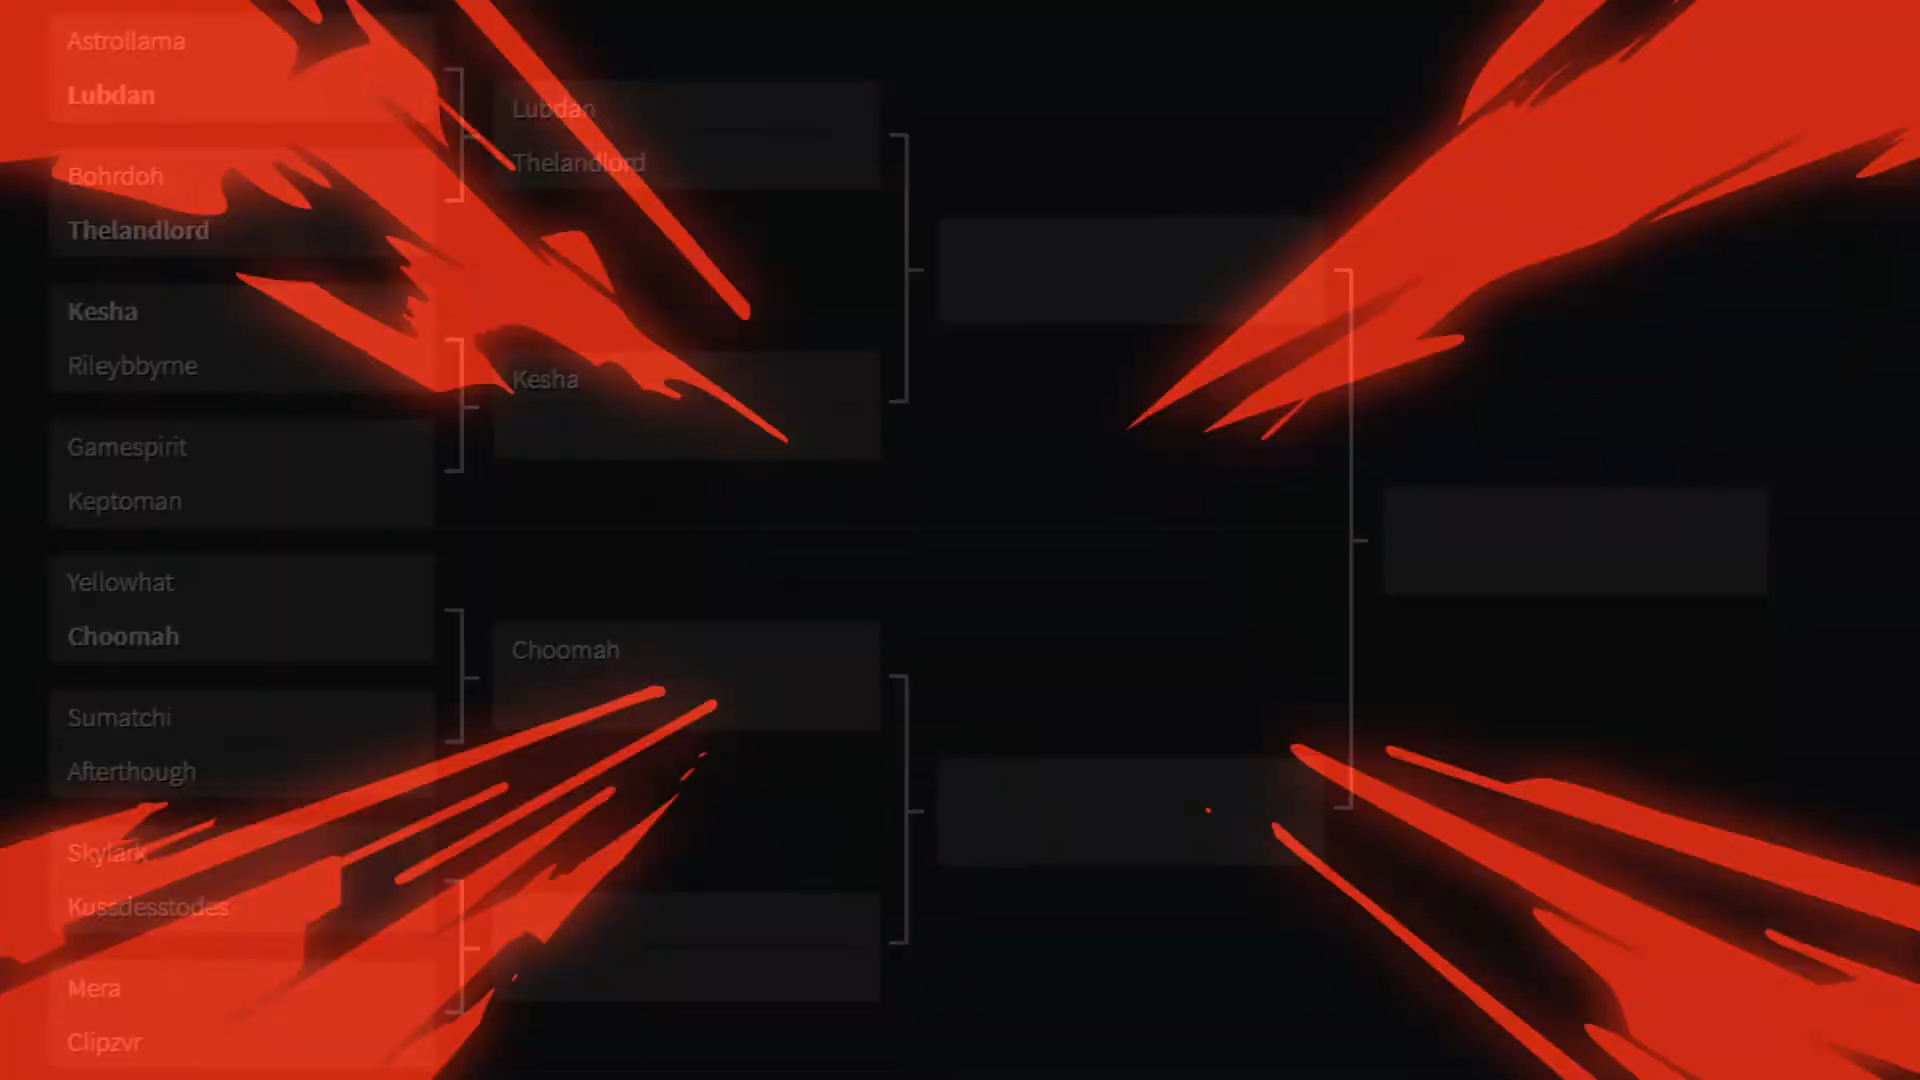 Astrollama
Lubdan
Bohrdoh
Thelandlord
Kesha
Rileybbyrne
Gamespirit
Keptoman
Yellowhat
Choomah
Sumatchi
Afterthough
Skylark
Kussdesstodes
Mera
Clipzvr
Lubdan
Thelandlord
Kesha
Choomah